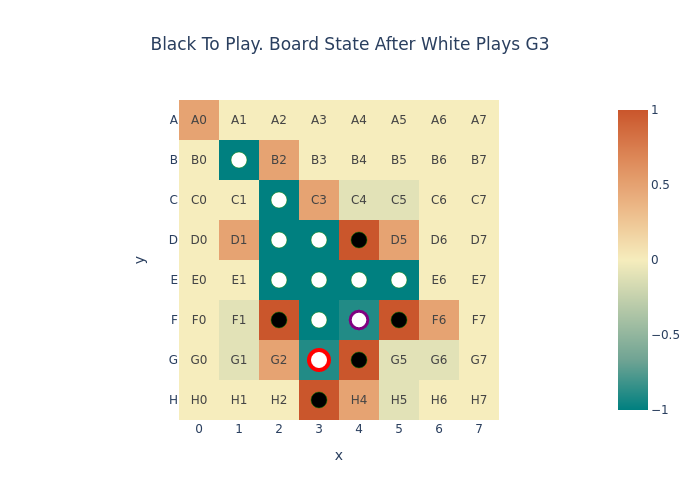 Black To Play. Board State After White Plays G3
A A0 A1 A2 A3 A4 A5 A6 A7
B B0 B2 B3 B4 B5 B6 B7
C C0 C1 C3 C4 C5 C6 C7
D D0 D1 D5 D6 D7
E E0 E1 E6 E7
F F0 F1 F6 F7
G G0 G1 G2 G5 G6 G7
H H0 H1 H2 H4 H5 H6 H7
0 1 2 3 4 5 6 7
x
y
1
0.5
0
−0.5
−1